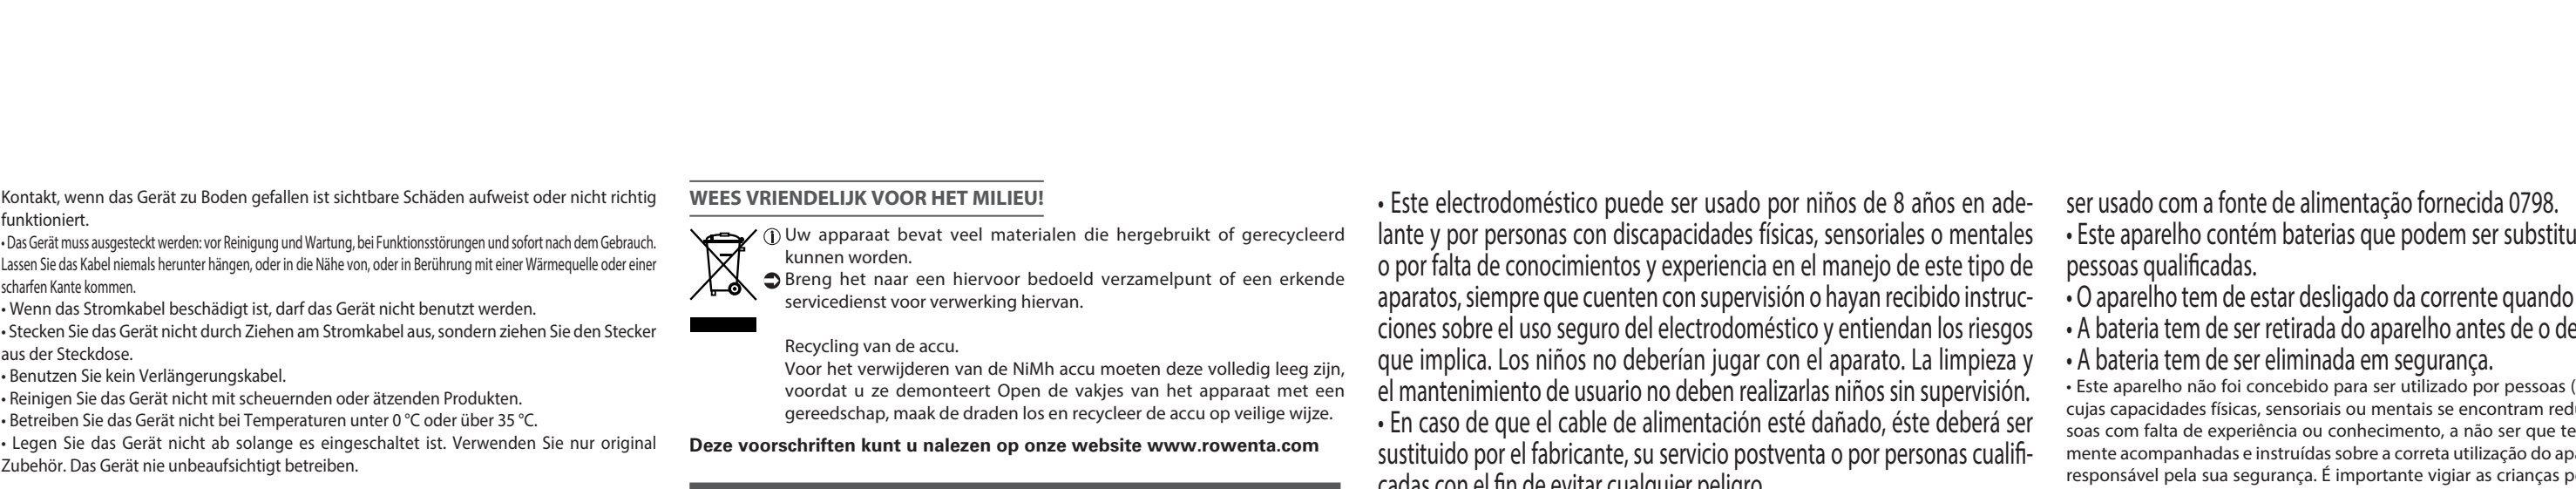 Kontakt, wenn das Gerät zu Boden gefallen ist sichtbare Schäden aufweist oder nicht richtig
funktioniert.
• Das Gerät muss ausgesteckt werden: vor Reinigung und Wartung, bei Funktionsstörungen und sofort nach dem Gebrauch.
Lassen Sie das Kabel niemals herunter hängen, oder in die Nähe von, oder in Berührung mit einer Wärmequelle oder einer
scharfen Kante kommen.
• Wenn das Stromkabel beschädigt ist, darf das Gerät nicht benutzt werden.
• Stecken Sie das Gerät nicht durch Ziehen am Stromkabel aus, sondern ziehen Sie den Stecker
aus der Steckdose.
• Benutzen Sie kein Verlängerungskabel.
• Reinigen Sie das Gerät nicht mit scheuernden oder ätzenden Produkten.
• Betreiben Sie das Gerät nicht bei Temperaturen unter 0 °C oder über 35 °C.
• Legen Sie das Gerät nicht ab solange es eingeschaltet ist. Verwenden Sie nur original
Zubehör. Das Gerät nie unbeaufsichtigt betreiben.
WEES VRIENDELIJK VOOR HET MILIEU!
Uw apparaat bevat veel materialen die hergebruikt of gerecycleerd
kunnen worden.
Breng het naar een hiervoor bedoeld verzamelpunt of een erkende
servicedienst voor verwerking hiervan.
Recycling van de accu.
Voor het verwijderen van de NiMh accu moeten deze volledig leeg zijn,
voordat u ze demonteert Open de vakjes van het apparaat met een
gereedschap, maak de draden los en recycleer de accu op veilige wijze.
Deze voorschriften kunt u nalezen op onze website www.rowenta.com
• Este electrodoméstico puede ser usado por niños de 8 años en ade-
lante y por personas con discapacidades físicas, sensoriales o mentales
o por falta de conocimientos y experiencia en el manejo de este tipo de
aparatos, siempre que cuenten con supervisión o hayan recibido instruc-
ciones sobre el uso seguro del electrodoméstico y entiendan los riesgos
que implica. Los niños no deberían jugar con el aparato. La limpieza y
el mantenimiento de usuario no deben realizarlas niños sin supervisión.
• En caso de que el cable de alimentación esté dañado, éste deberá ser
sustituido por el fabricante, su servicio postventa o por personas cualifi-
cadas con el fin de evitar cualquier peligro.
ser usado com a fonte de alimentação fornecida 0798.
• Este aparelho contém baterias que podem ser substitu
pessoas qualificadas.
• O aparelho tem de estar desligado da corrente quando
• A bateria tem de ser retirada do aparelho antes de o de
• A bateria tem de ser eliminada em segurança.
• Este aparelho não foi concebido para ser utilizado por pessoas (
cujas capacidades físicas, sensoriais ou mentais se encontram red
soas com falta de experiência ou conhecimento, a não ser que te
mente acompanhadas e instruídas sobre a correta utilização do ap
responsável pela sua segurança. É importante vigiar as crianças p